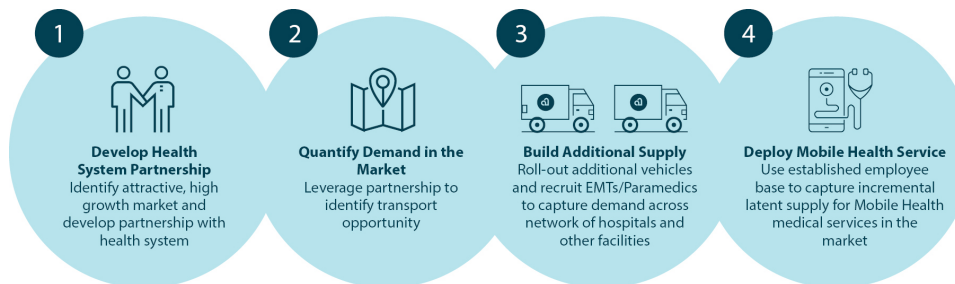 1
Develop Health
System Partnership
Identify attractive, high
growth market and
develop partnership with
health system
2
Quantify Demand in the
Market
Leverage partnership to
identify transport
opportunity
3
Build Additional Supply
Roll-out additional vehicles
and recruit EMTs/Paramedics
to capture demand across
network of hospitals and
other facilities
4
Deploy Mobile Health Service
Use established employee
base to capture incremental
latent supply for Mobile Health
medical services in the
market